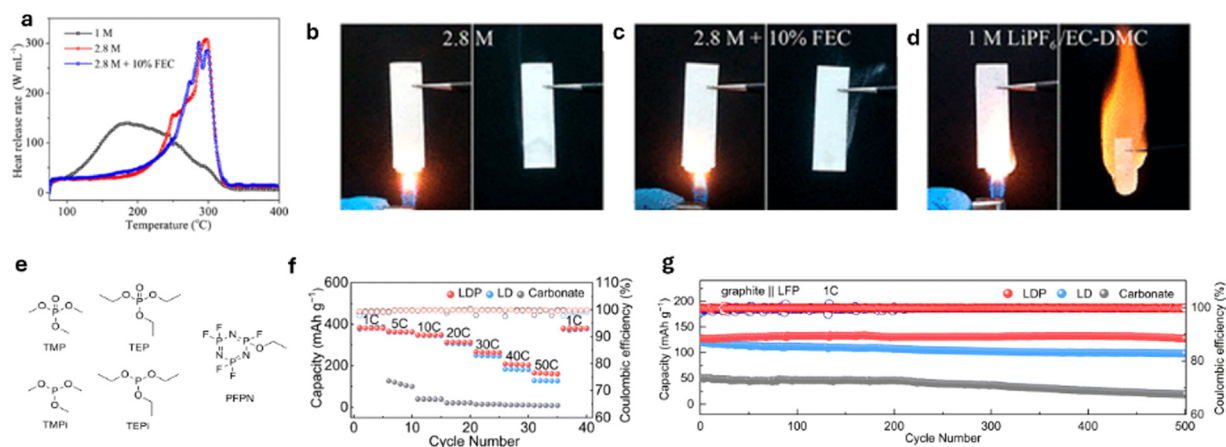 a
1 M
2.8 M
2.8 M + 10% FEC
Heat release rate (W mL⁻¹)
300
200
100
0
100
200
300
400
Temperature (°C)
b
2.8 M
c
2.8 M + 10% FEC
d
1 M LiPF₆/EC-DMC
e
TMP
TEP
TMPi
TEPi
PFPN
f
LDP
LD
Carbonate
1C
5C
10C
20C
30C
40C
50C
1C
Capacity (mAh g⁻¹)
600
400
200
0
0
10
20
30
40
Cycle Number
Coulombic efficiency (%)
110
100
90
80
70
60
g
graphite || LFP 1C
LDP
LD
Carbonate
Capacity (mAh g⁻¹)
200
150
100
50
0
0
100
200
300
400
500
Cycle Number
Coulombic efficiency (%)
100
80
60
40